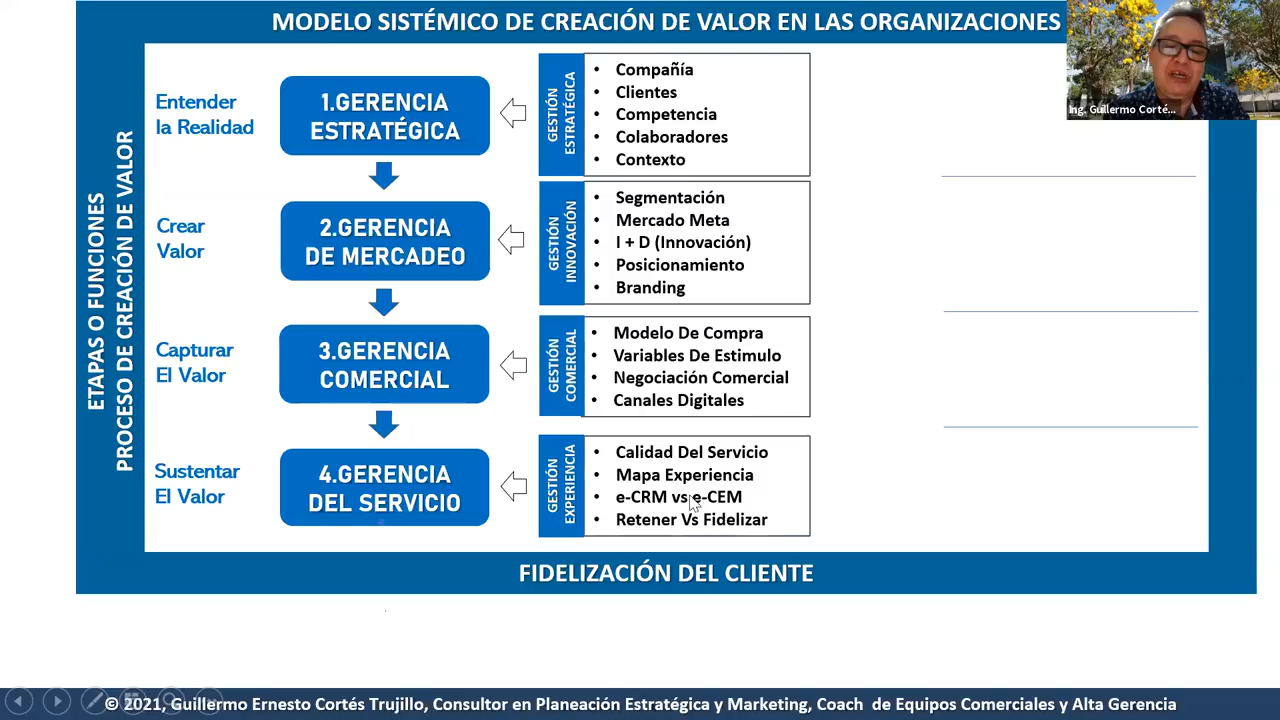 MODELO SISTÉMICO DE CREACIÓN DE VALOR EN LAS ORGANIZACIONES
Ing. Guillermo Corté...
ETAPAS O FUNCIONES
PROCESO DE CREACIÓN DE VALOR
Entender
la Realidad
1.GERENCIA
ESTRATÉGICA
GESTIÓN
ESTRATÉGICA
• Compañía
• Clientes
• Competencia
• Colaboradores
• Contexto
Crear
Valor
2.GERENCIA
DE MERCADEO
GESTIÓN
INNOVACIÓN
• Segmentación
• Mercado Meta
• I + D (Innovación)
• Posicionamiento
• Branding
Capturar
El Valor
3.GERENCIA
COMERCIAL
GESTIÓN
COMERCIAL
• Modelo De Compra
• Variables De Estimulo
• Negociación Comercial
• Canales Digitales
Sustentar
El Valor
4.GERENCIA
DEL SERVICIO
GESTIÓN
EXPERIENCIA
• Calidad Del Servicio
• Mapa Experiencia
• e-CRM vs e-CEM
• Retener Vs Fidelizar
FIDELIZACIÓN DEL CLIENTE
© 2021, Guillermo Ernesto Cortés Trujillo, Consultor en Planeación Estratégica y Marketing, Coach de Equipos Comerciales y Alta Gerencia